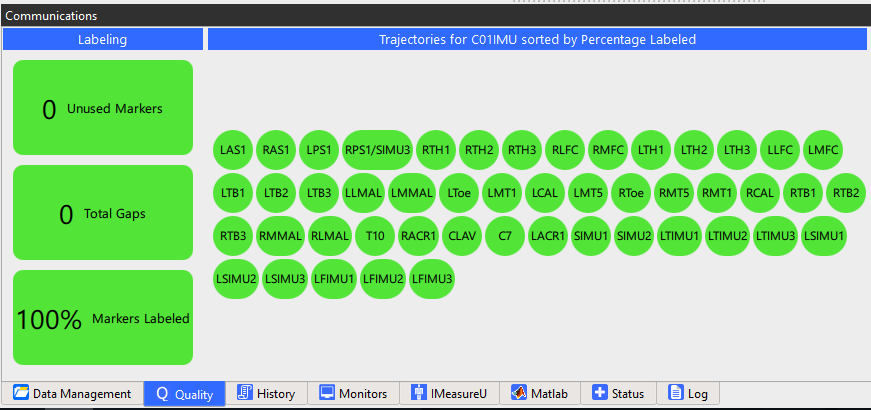 Communications
Labeling
Trajectories for C01IMU sorted by Percentage Labeled
0 Unused Markers
0 Total Gaps
100% Markers Labeled
LAS1 RAS1 LPS1 RPS1/SIMU3 RTH1 RTH2 RTH3 RLFC RMFC LTH1 LTH2 LTH3 LLFC LMFC
LTB1 LTB2 LTB3 LLMAL LMMAL LToe LMT1 LCAL LMT5 RToe RMT5 RMT1 RCAL RTB1 RTB2
RTB3 RMMAL RLMAL T10 RACR1 CLAV C7 LACR1 SIMU1 SIMU2 LTIMU1 LTIMU2 LTIMU3 LSIMU1
LSIMU2 LSIMU3 LFIMU1 LFIMU2 LFIMU3
Data Management Q Quality History Monitors IMeasureU Matlab Status Log